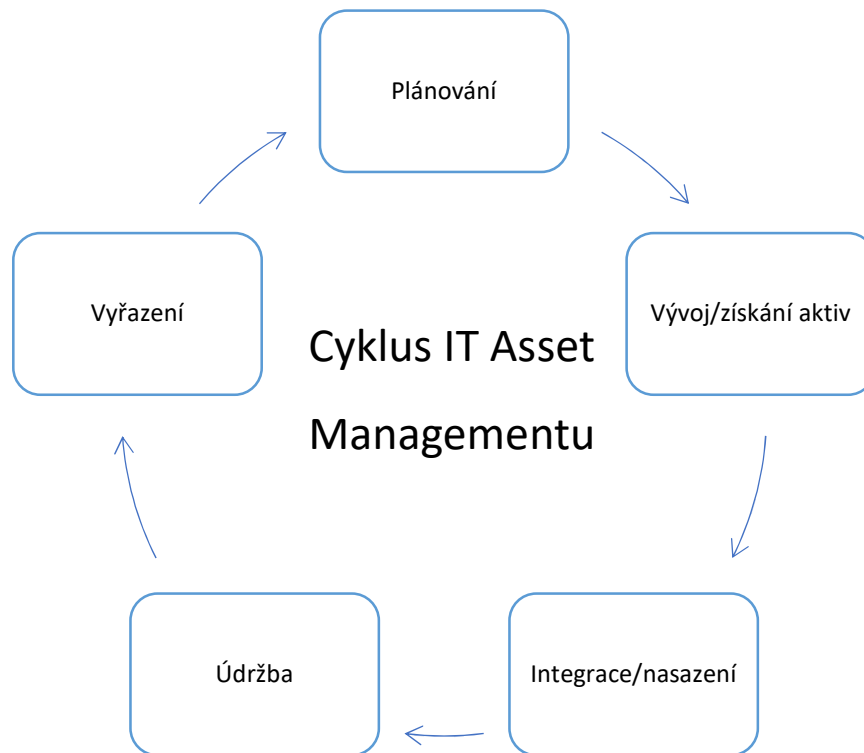 Plánování
Vyřazení
Vývoj/získání aktiv
Cyklus IT Asset
Managementu
Údržba
Integrace/nasazení